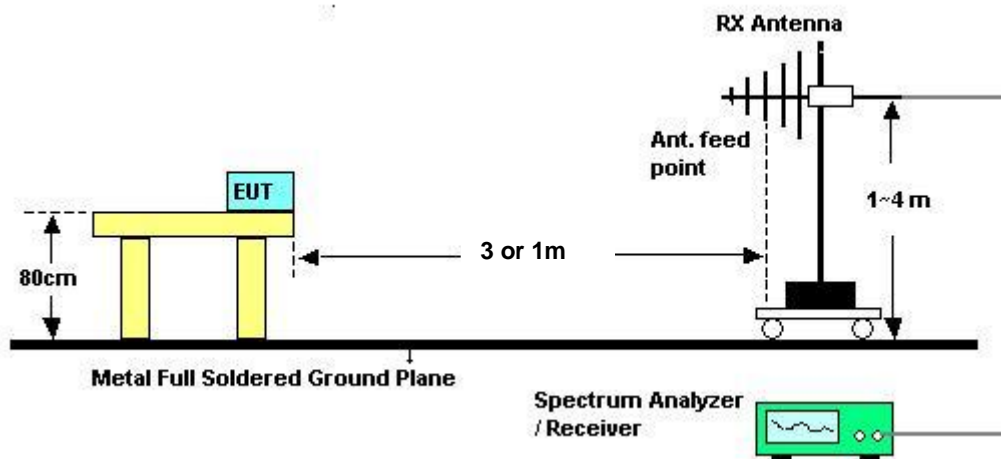 RX Antenna
Ant. feed
point
EUT
1~4 m
3 or 1m
80cm
Metal Full Soldered Ground Plane
Spectrum Analyzer
/ Receiver